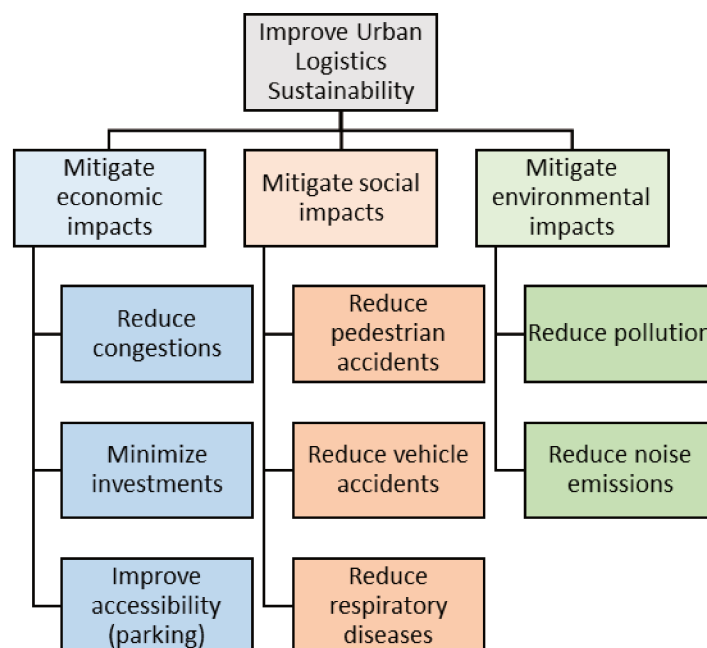 Improve Urban
Logistics
Sustainability
Mitigate
economic
impacts
Mitigate social
impacts
Mitigate
environmental
impacts
Reduce
congestions
Reduce
pedestrian
accidents
Reduce pollution
Minimize
investments
Reduce vehicle
accidents
Reduce noise
emissions
Improve
accessibility
(parking)
Reduce
respiratory
diseases